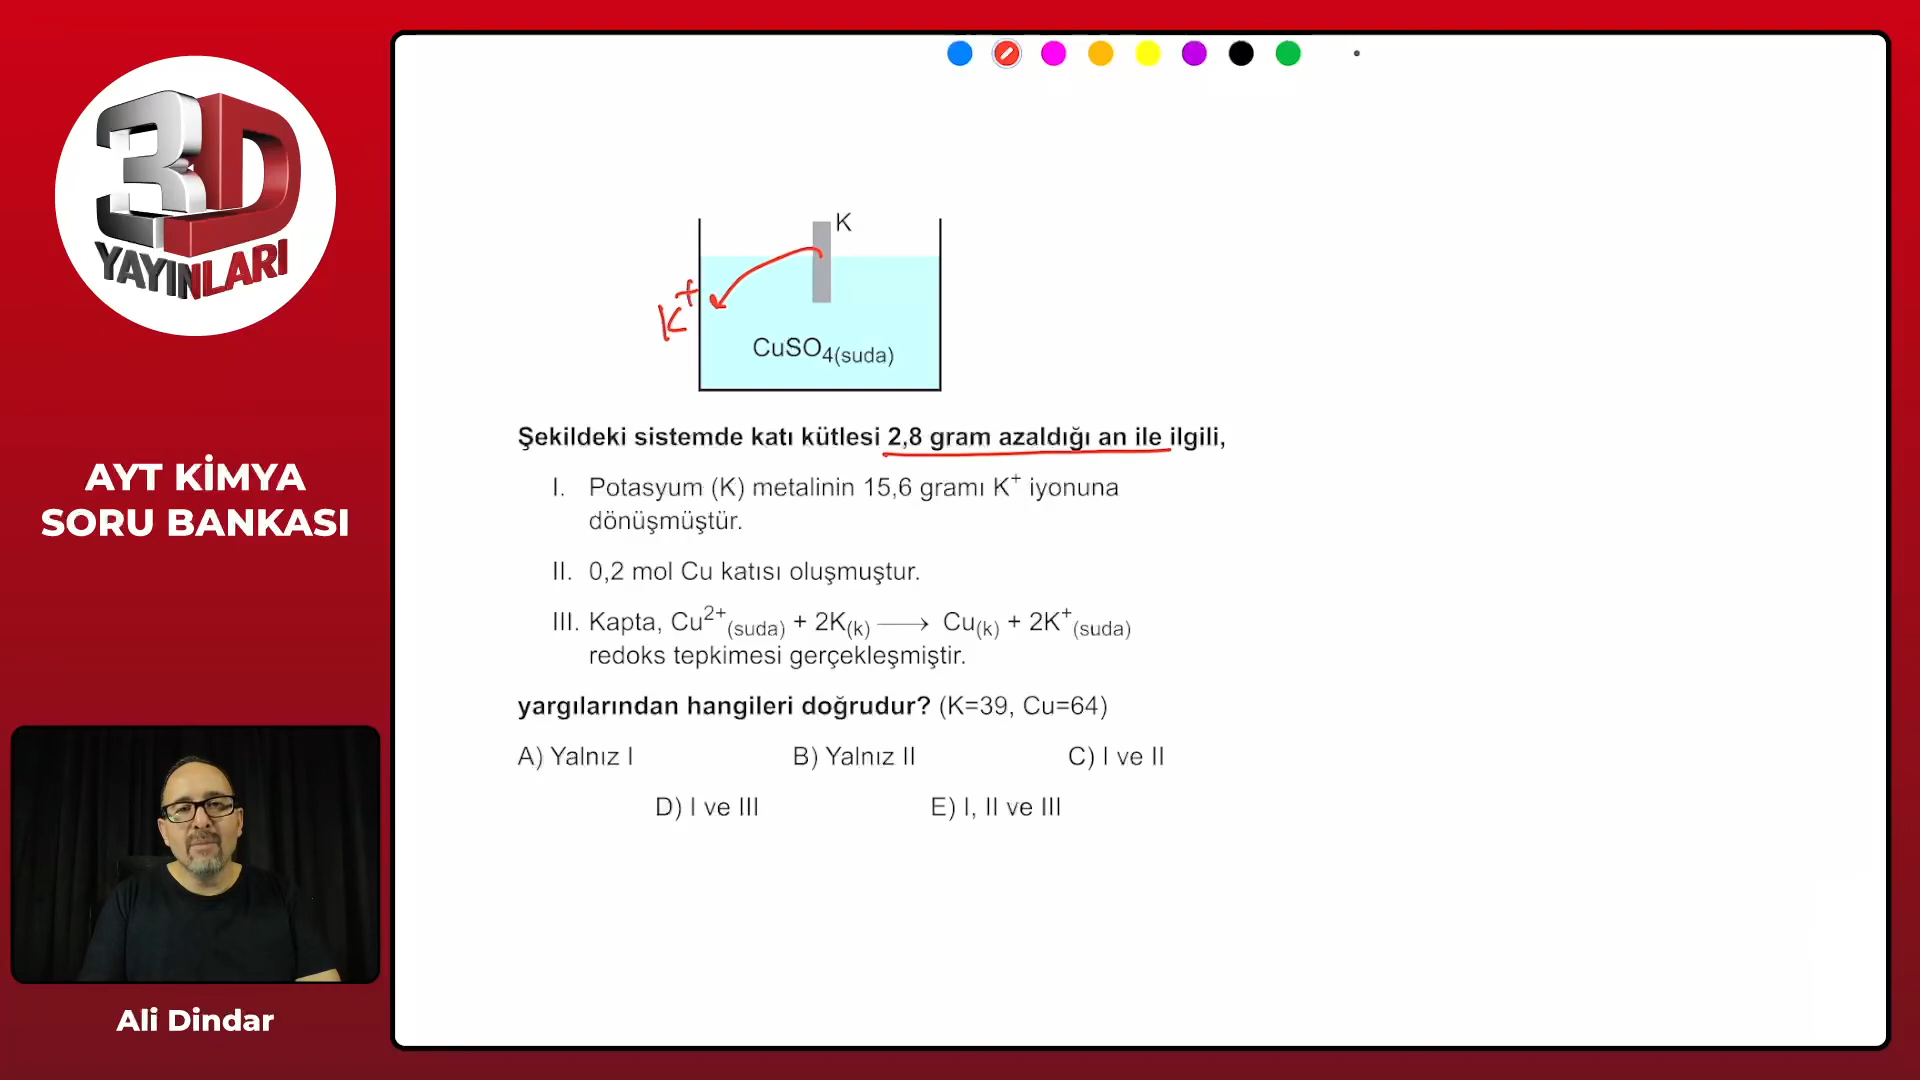 3D
YAYINLARI
AYT KİMYA
SORU BANKASI
Ali Dindar
K
K⁺
CuSO₄(suda)
Şekildeki sistemde katı kütlesi 2,8 gram azaldığı an ile ilgili,
I. Potasyum (K) metalinin 15,6 gramı K⁺ iyonuna
dönüşmüştür.
II. 0,2 mol Cu katısı oluşmuştur.
III. Kapta, Cu²⁺(suda) + 2K(k) ⟶ Cu(k) + 2K⁺(suda)
redoks tepkimesi gerçekleşmiştir.
yargılarından hangileri doğrudur? (K=39, Cu=64)
A) Yalnız I B) Yalnız II C) I ve II
D) I ve III E) I, II ve III